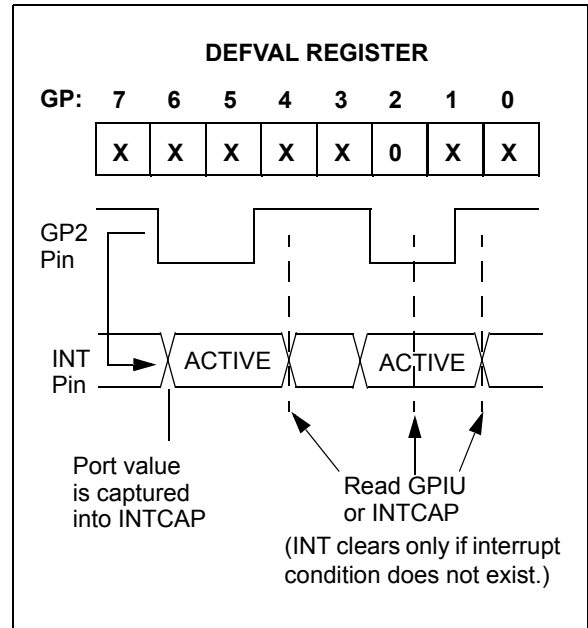 DEFVAL REGISTER
GP: 7 6 5 4 3 2 1 0
X X X X X 0 X X
GP2
Pin
INT
Pin
ACTIVE
ACTIVE
Port value
is captured
into INTCAP
Read GPIU
or INTCAP
(INT clears only if interrupt
condition does not exist.)